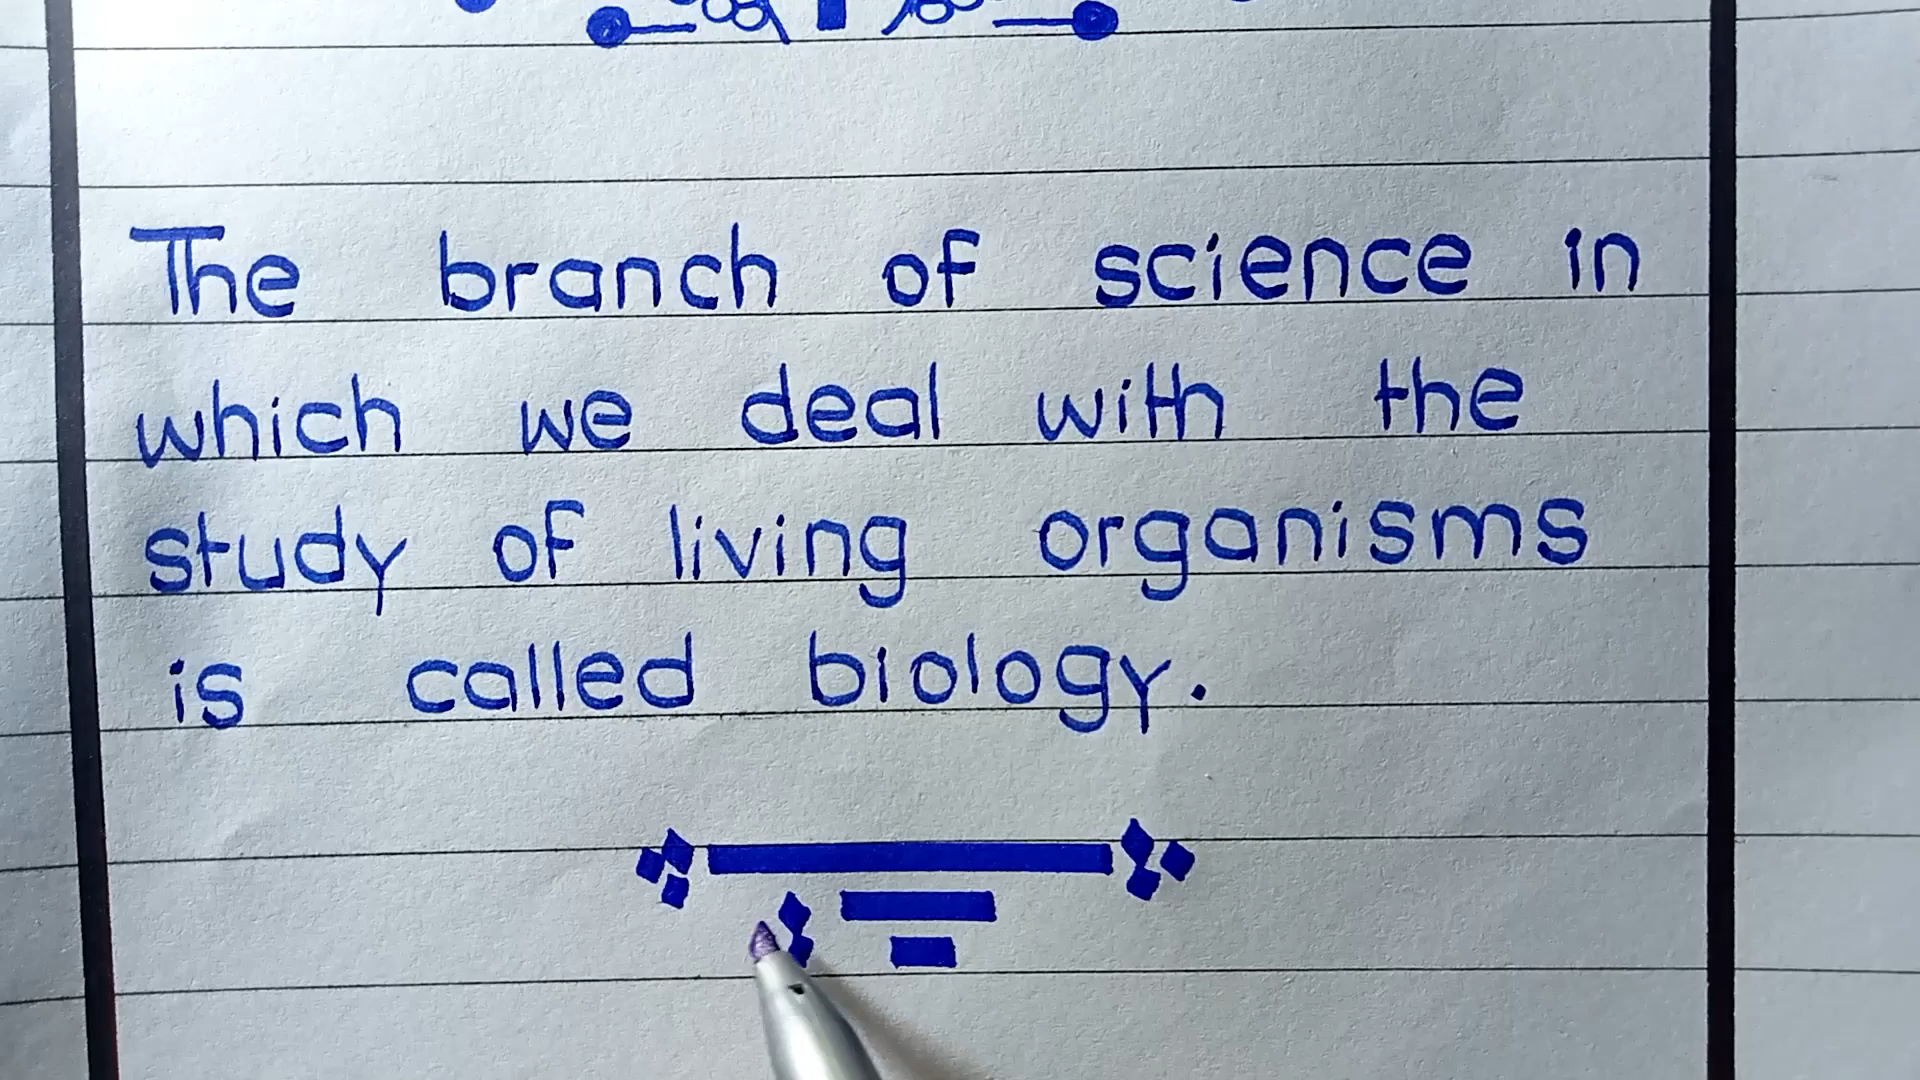 The branch of science in
which we deal with the
study of living organisms
is called biology.